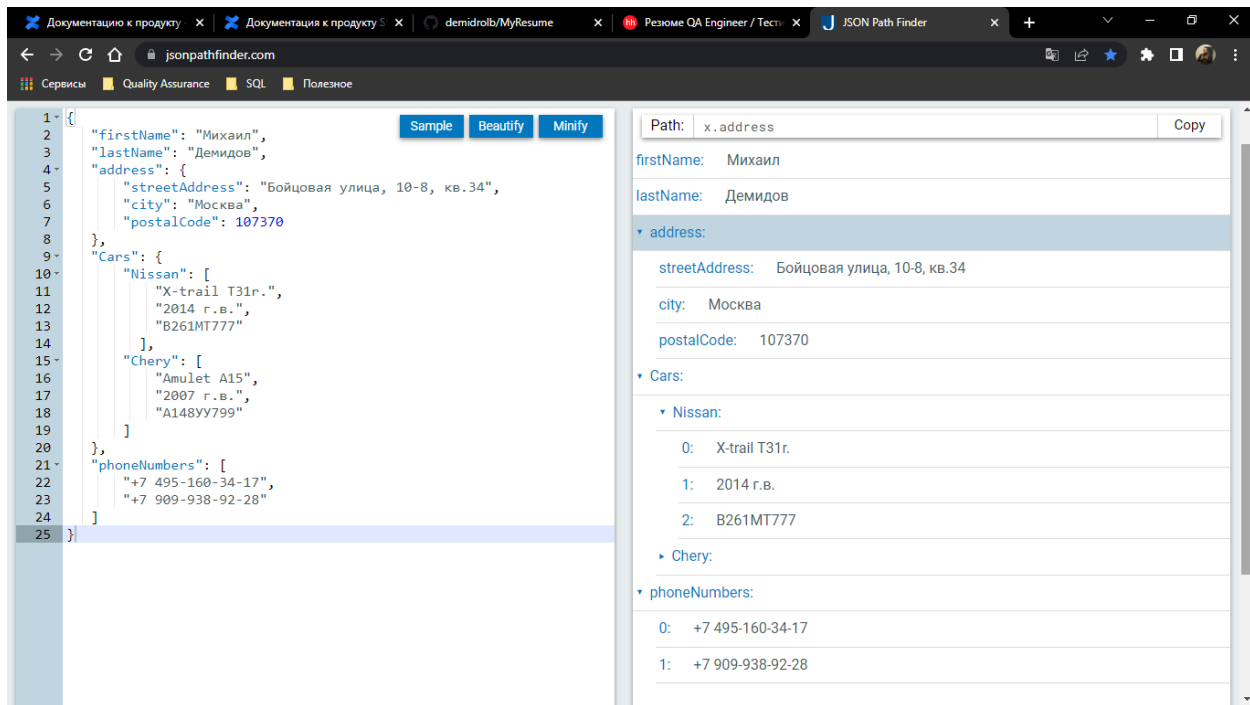 Документацию к продукту -
Документация к продукту S
demidrolb/MyResume
hh Резюме QA Engineer / Тести
JSON Path Finder
jsonpathfinder.com
Сервисы Quality Assurance SQL Полезное
Sample Beautify Minify
1 {
2 "firstName": "Михаил",
3 "lastName": "Демидов",
4 "address": {
5 "streetAddress": "Бойцовая улица, 10-8, кв.34",
6 "city": "Москва",
7 "postalCode": 107370
8 },
9 "Cars": {
10 "Nissan": [
11 "X-trail T31г.",
12 "2014 г.в.",
13 "В261МТ777"
14 ],
15 "Chery": [
16 "Amulet A15",
17 "2007 г.в.",
18 "А148УУ799"
19 ]
20 },
21 "phoneNumbers": [
22 "+7 495-160-34-17",
23 "+7 909-938-92-28"
24 ]
25 }
Path: x.address Copy
firstName: Михаил
lastName: Демидов
address:
streetAddress: Бойцовая улица, 10-8, кв.34
city: Москва
postalCode: 107370
Cars:
Nissan:
0: X-trail T31г.
1: 2014 г.в.
2: В261МТ777
Chery:
phoneNumbers:
0: +7 495-160-34-17
1: +7 909-938-92-28